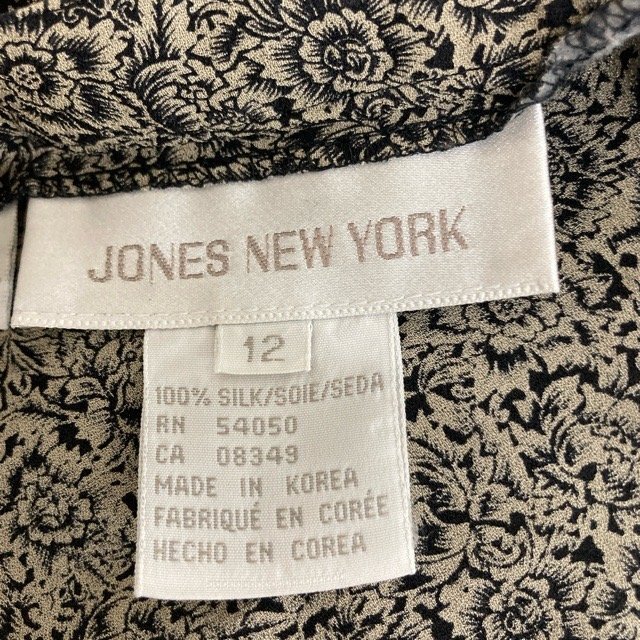 JONES NEW YORK
12
100% SILK/SOIE/SEDA
RN 54050
CA 08349
MADE IN KOREA
FABRIQUÉ EN CORÉE
HECHO EN COREA